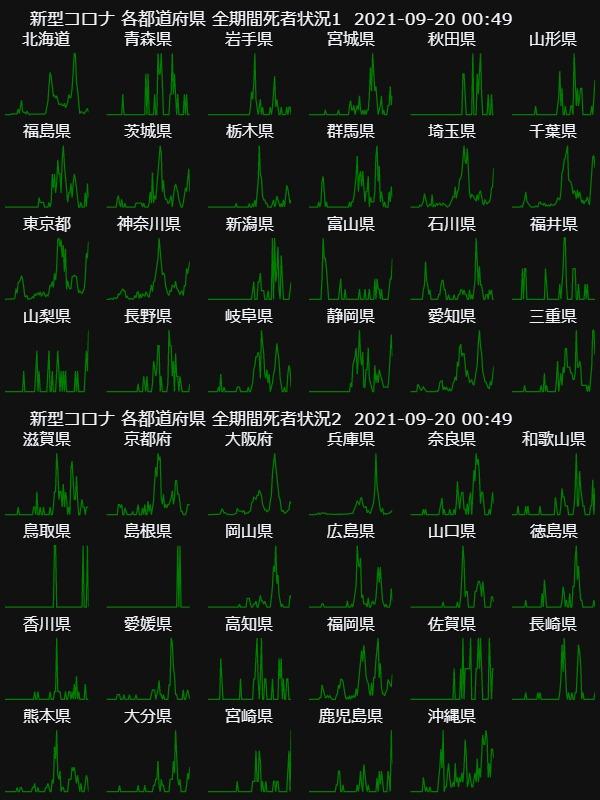 新型コロナ 各都道府県 全期間死者状況1 2021-09-20 00:49
北海道 青森県 岩手県 宮城県 秋田県 山形県
福島県 茨城県 栃木県 群馬県 埼玉県 千葉県
東京都 神奈川県 新潟県 富山県 石川県 福井県
山梨県 長野県 岐阜県 静岡県 愛知県 三重県
新型コロナ 各都道府県 全期間死者状況2 2021-09-20 00:49
滋賀県 京都府 大阪府 兵庫県 奈良県 和歌山県
鳥取県 島根県 岡山県 広島県 山口県 徳島県
香川県 愛媛県 高知県 福岡県 佐賀県 長崎県
熊本県 大分県 宮崎県 鹿児島県 沖縄県